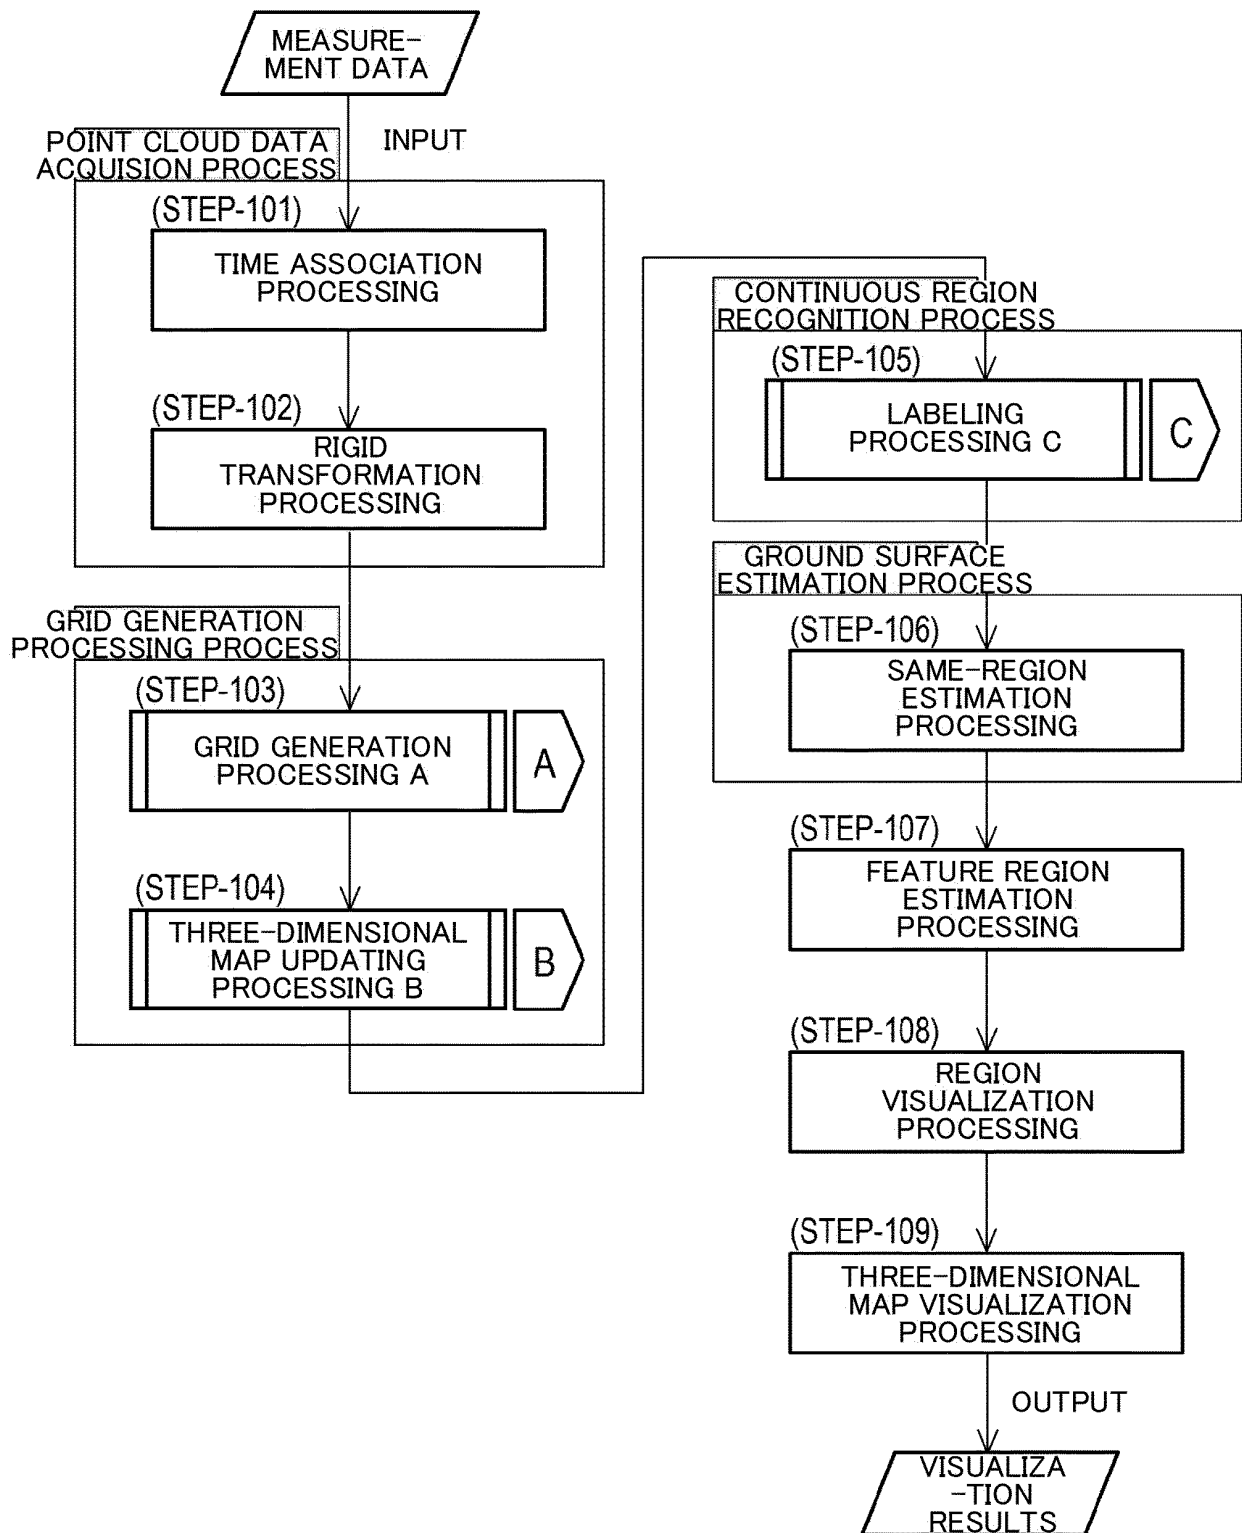 MEASURE-
MENT DATA
INPUT
POINT CLOUD DATA
ACQUISION PROCESS
(STEP-101)
TIME ASSOCIATION
PROCESSING
(STEP-102)
RIGID
TRANSFORMATION
PROCESSING
GRID GENERATION
PROCESSING PROCESS
(STEP-103)
GRID GENERATION
PROCESSING A
A
(STEP-104)
THREE-DIMENSIONAL
MAP UPDATING
PROCESSING B
B
CONTINUOUS REGION
RECOGNITION PROCESS
(STEP-105)
LABELING
PROCESSING C
C
GROUND SURFACE
ESTIMATION PROCESS
(STEP-106)
SAME-REGION
ESTIMATION
PROCESSING
(STEP-107)
FEATURE REGION
ESTIMATION
PROCESSING
(STEP-108)
REGION
VISUALIZATION
PROCESSING
(STEP-109)
THREE-DIMENSIONAL
MAP VISUALIZATION
PROCESSING
OUTPUT
VISUALIZA
-TION
RESULTS